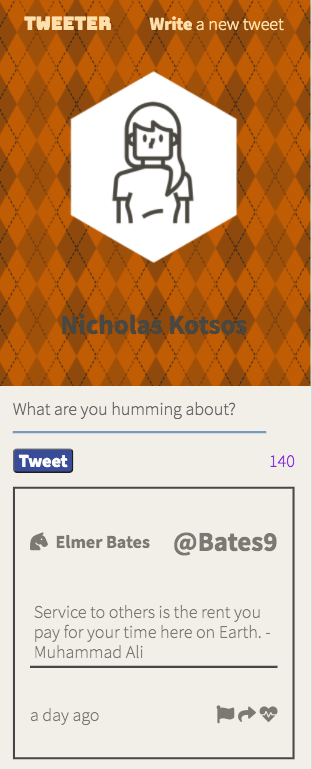 TWEETER
Write a new tweet
Nicholas Kotsos
What are you humming about?
Tweet
140
Elmer Bates
@Bates9
Service to others is the rent you
pay for your time here on Earth. -
Muhammad Ali
a day ago